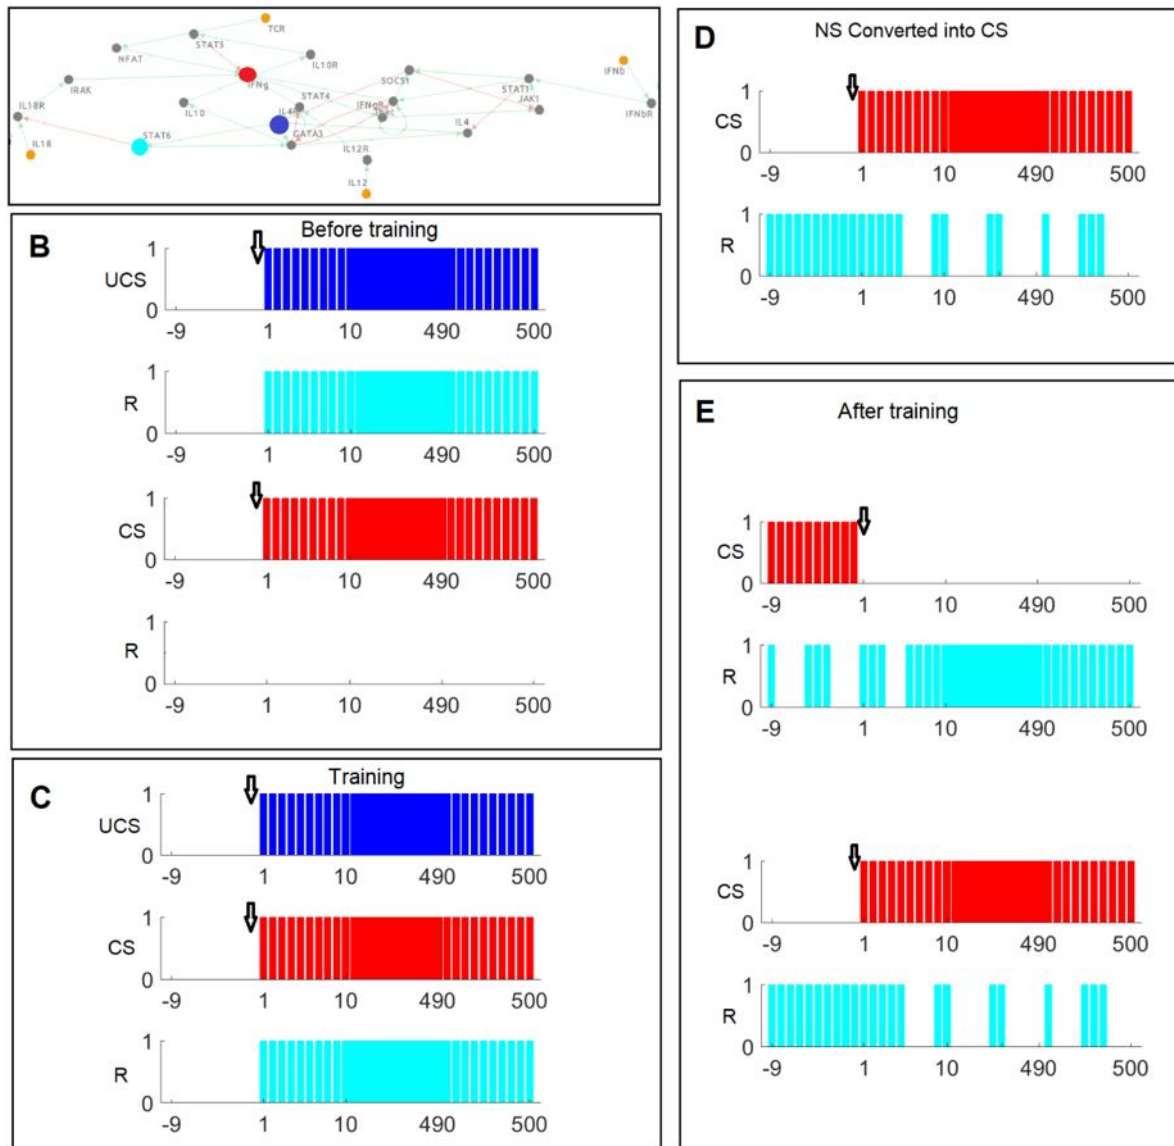 TCR
STAT3
NFAT
IL10R
IFNg
IRAK
SOCS1
IFNb
STAT1
JAK1
IL18R
STAT4
IL10
IL4R
IFNgR
IFNbR
STAT6
GATA3
IL4
IL18
IL12R
IL12
B
Before training
UCS
1
0
-9 1 10 490 500
R
1
0
-9 1 10 490 500
CS
1
0
-9 1 10 490 500
R
1
0
-9 1 10 490 500
C
Training
UCS
1
0
-9 1 10 490 500
CS
1
0
-9 1 10 490 500
R
1
0
-9 1 10 490 500
D
NS Converted into CS
CS
1
0
-9 1 10 490 500
R
1
0
-9 1 10 490 500
E
After training
CS
1
0
-9 1 10 490 500
R
1
0
-9 1 10 490 500
CS
1
0
-9 1 10 490 500
R
1
0
-9 1 10 490 500